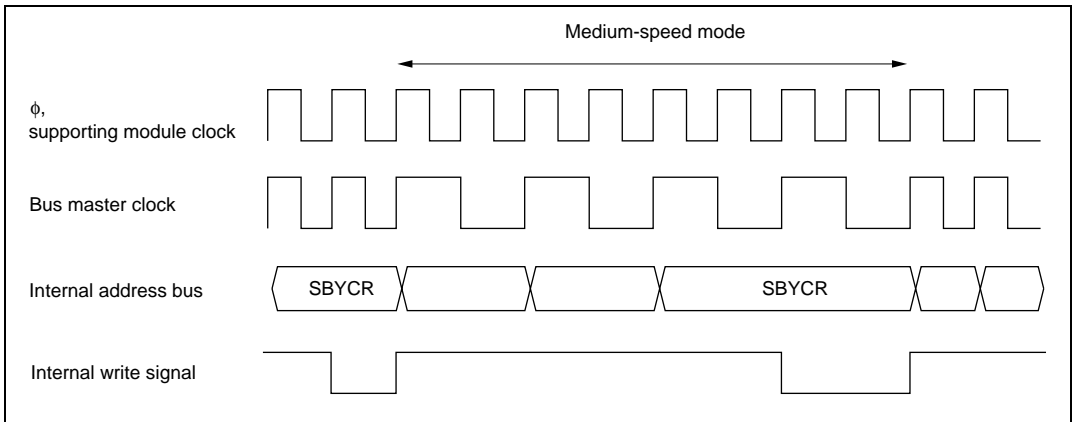 Medium-speed mode
ϕ,
supporting module clock
Bus master clock
Internal address bus
SBYCR
SBYCR
Internal write signal